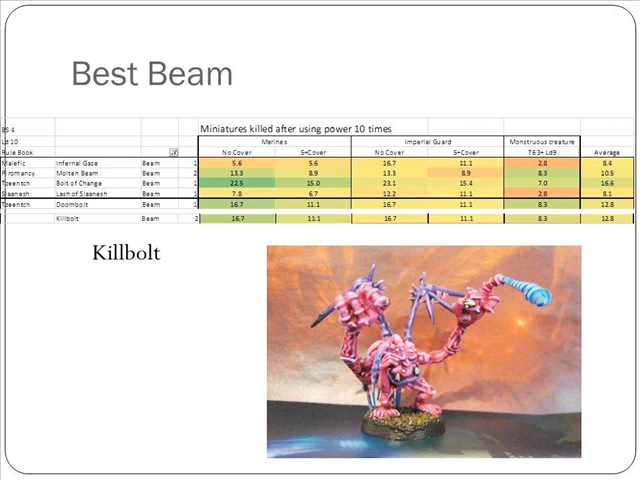 Best Beam
BS 4 Miniatures killed after using power 10 times
Ld 10 Marines Imperial Guard Monstruous creature
Rule Book No Cover 5+Cover No Cover 5+Cover T6 3+ Ld9 Average
Malefic Infernal Gaze Beam 1 5.6 5.6 16.7 11.1 2.8 8.4
Pyromancy Molten Beam Beam 2 13.3 8.9 13.3 8.9 8.3 10.5
Tzeentch Bolt of Change Beam 1 22.5 15.0 23.1 15.4 7.0 16.6
Slaanesh Lash of Slaanesh Beam 1 7.8 6.7 12.2 11.1 2.8 8.1
Tzeentch Doombolt Beam 1 16.7 11.1 16.7 11.1 8.3 12.8
Killbolt Beam 2 16.7 11.1 16.7 11.1 8.3 12.8
Killbolt